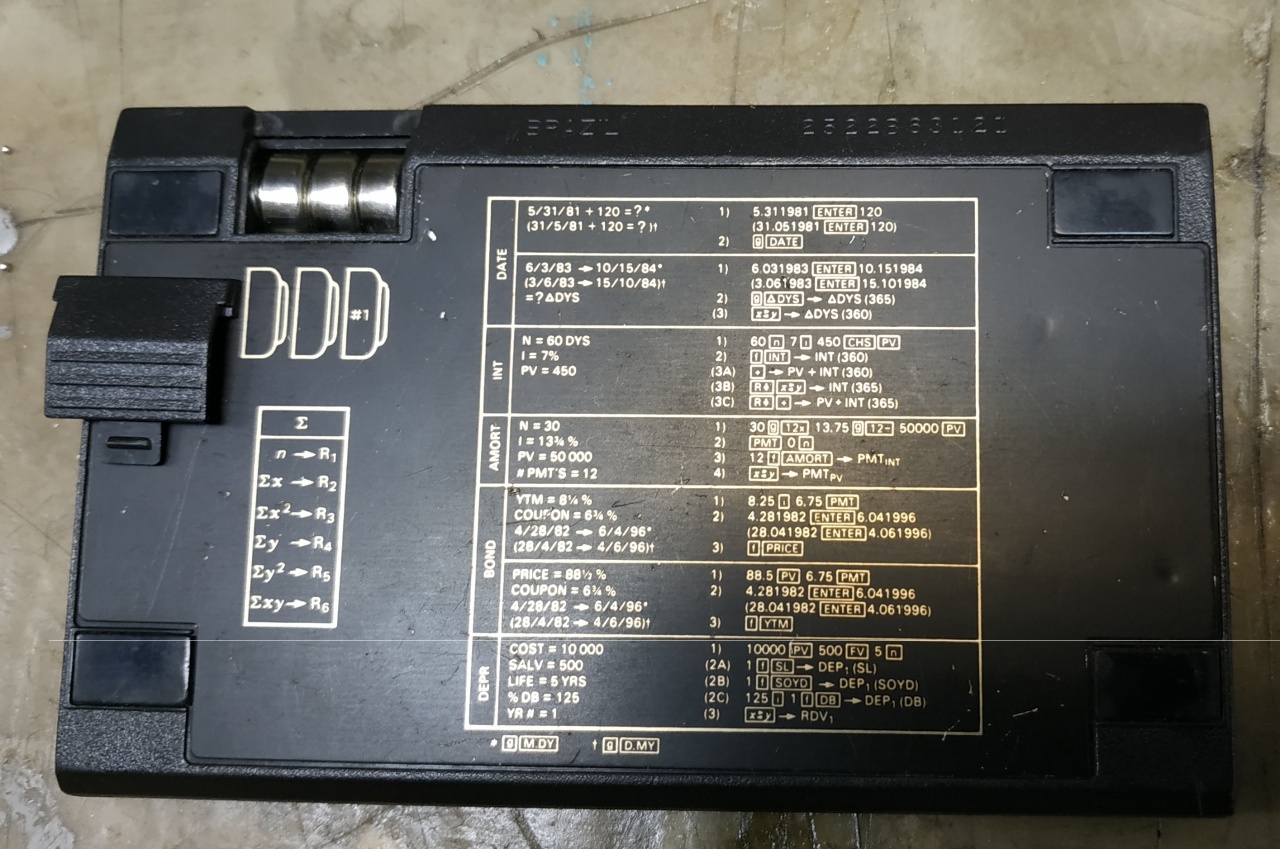 BRAZIL
#1
Σ
n → R₁
Σx → R₂
Σx² → R₃
Σy → R₄
Σy² → R₅
Σxy → R₆
DATE
5/31/81 + 120 = ?* 1) 5.311981 ENTER 120
(31/5/81 + 120 = ?)† (31.051981 ENTER 120)
2) g DATE
6/3/83 → 10/15/84* 1) 6.031983 ENTER 10.151984
(3/6/83 → 15/10/84)† (3.061983 ENTER 15.101984
= ? ΔDYS 2) g ΔDYS → ΔDYS (365)
(3) x≷y → ΔDYS (360)
INT
N = 60 DYS 1) 60 n 7 i 450 CHS PV
I = 7% 2) f INT → INT (360)
PV = 450 (3A) + → PV + INT (360)
(3B) R↓ x≷y → INT (365)
(3C) R↓ + → PV + INT (365)
AMORT
N = 30 1) 30 g 12× 13.75 g 12÷ 50000 PV
I = 13¾ % 2) PMT 0 n
PV = 50 000 3) 12 f AMORT → PMT INT
# PMT'S = 12 4) x≷y → PMT PV
BOND
YTM = 8¼ % 1) 8.25 i 6.75 PMT
COUPON = 6¾ % 2) 4.281982 ENTER 6.041996
4/28/82 → 6/4/96* (28.041982 ENTER 4.061996)
(28/4/82 → 4/6/96)† 3) f PRICE
PRICE = 88½ % 1) 88.5 PV 6.75 PMT
COUPON = 6¾ % 2) 4.281982 ENTER 6.041996
4/28/82 → 6/4/96* (28.041982 ENTER 4.061996)
(28/4/82 → 4/6/96)† 3) f YTM
DEPR
COST = 10 000 1) 10000 PV 500 FV 5 n
SALV = 500 (2A) 1 f SL → DEP₁ (SL)
LIFE = 5 YRS (2B) 1 f SOYD → DEP₁ (SOYD)
% DB = 125 (2C) 125 i 1 f DB → DEP₁ (DB)
YR # = 1 (3) x≷y → RDV₁
* g M.DY † g D.MY